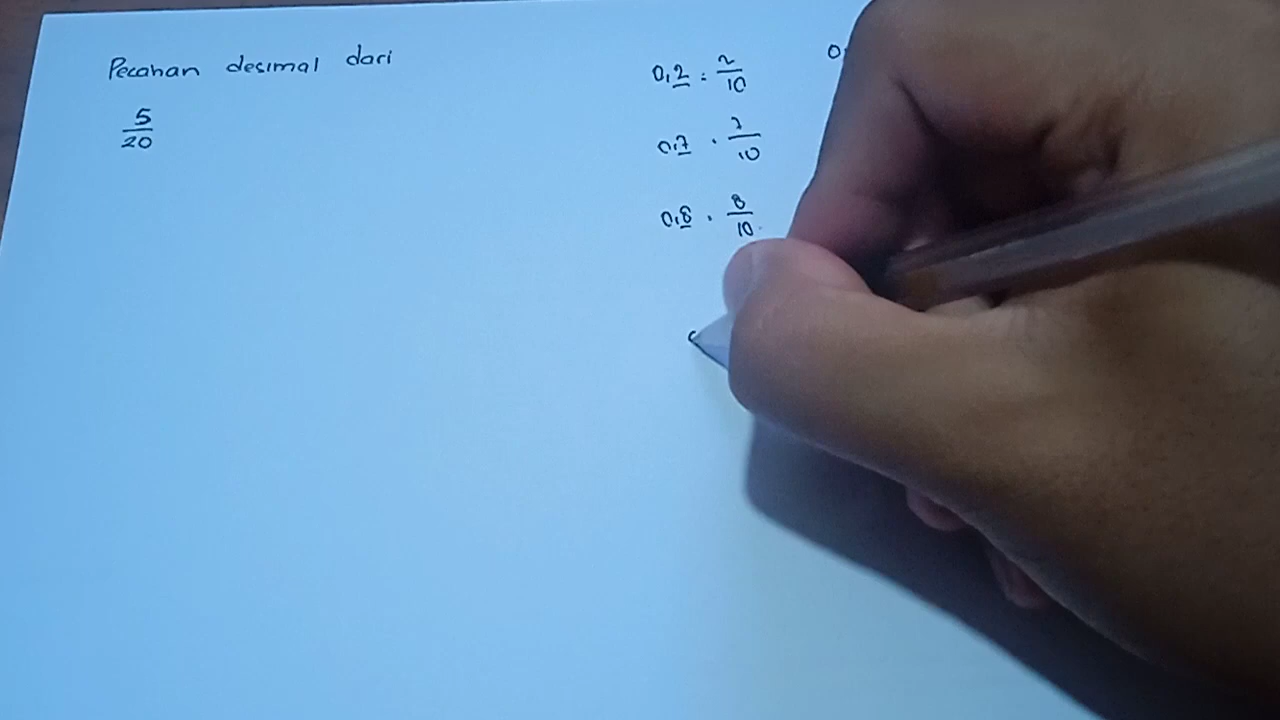 Pecahan desimal dari
5/20
0,2 = 2/10
0,7 = 7/10
0,8 = 8/10